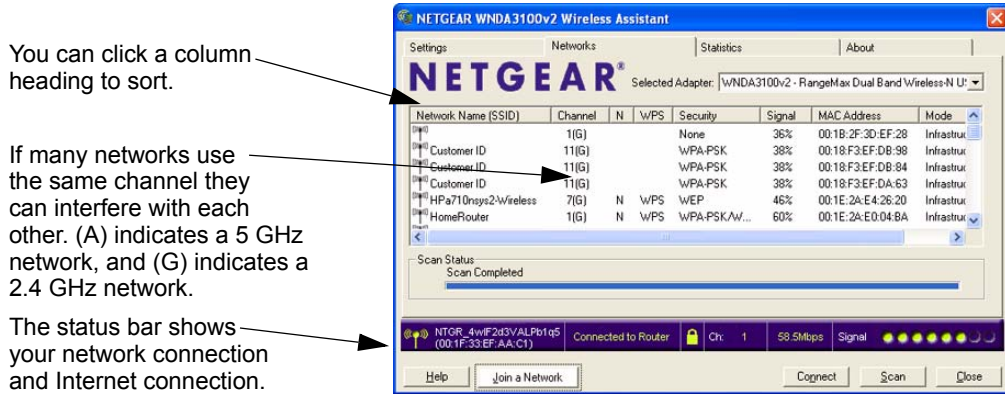 You can click a column
heading to sort.
If many networks use
the same channel they
can interfere with each
other. (A) indicates a 5 GHz
network, and (G) indicates a
2.4 GHz network.
The status bar shows
your network connection
and Internet connection.
NETGEAR WNDA3100v2 Wireless Assistant
Settings Networks Statistics About
NETGEAR® Selected Adapter: WNDA3100v2 - RangeMax Dual Band Wireless-N U
Network Name (SSID) Channel N WPS Security Signal MAC Address Mode
1(G) None 36% 00:1B:2F:3D:EF:28 Infrastruc
Customer ID 11(G) WPA-PSK 38% 00:18:F3:EF:DB:98 Infrastruc
Customer ID 11(G) WPA-PSK 38% 00:18:F3:EF:DB:84 Infrastruc
Customer ID 11(G) WPA-PSK 38% 00:18:F3:EF:DA:63 Infrastruc
HPa710nsys2-Wireless 7(G) N WPS WEP 46% 00:1E:2A:E4:26:20 Infrastruc
HomeRouter 1(G) N WPS WPA-PSK/W... 60% 00:1E:2A:E0:04:BA Infrastruc
Scan Status
Scan Completed
NTGR_4wIF2d3VALPb1q5 Connected to Router Ch: 1 58.5Mbps Signal
(00:1F:33:EF:AA:C1)
Help Join a Network Connect Scan Close